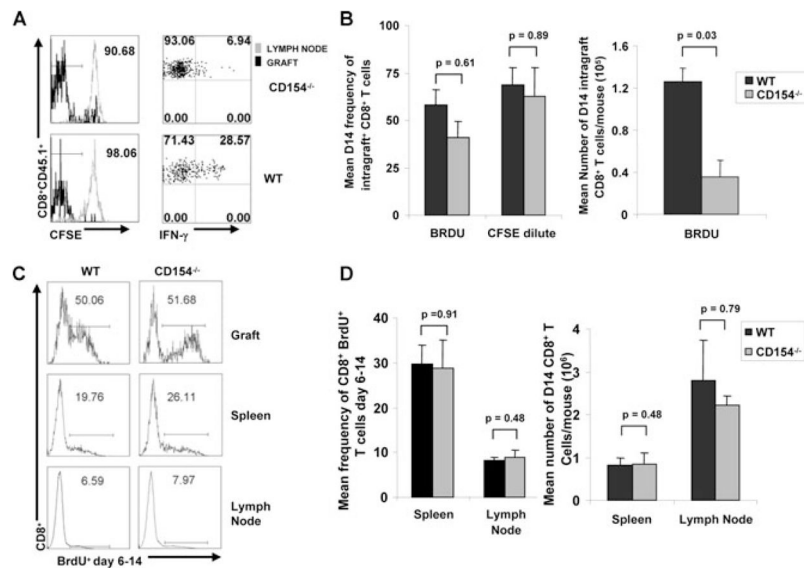 A
90.68
93.06 6.94
LYMPH NODE
GRAFT
CD154-/-
0.00 0.00
98.06
71.43 28.57
WT
0.00 0.00
CD8+CD45.1+
CFSE
IFN-γ
B
p = 0.61
p = 0.89
100
75
50
25
0
Mean D14 frequency of
intragraft+ CD8+ T cells
BRDU CFSE dilute
p = 0.03
1.6
1.2
0.8
0.4
0
Mean Number of D14 intragraft
CD8+ T cells/mouse (10⁵)
BRDU
WT
CD154-/-
C
WT CD154-/-
50.06 51.68
Graft
19.76 26.11
Spleen
6.59 7.97
Lymph
Node
CD8+
BrdU+ day 6-14
D
p =0.91
p = 0.48
40
30
20
10
0
Mean frequency of CD8+ BrdU+
T cells day 6-14
Spleen Lymph
Node
p = 0.79
p = 0.48
4
3
2
1
0
Mean number of D14 CD8+ T
Cells/mouse (10⁶)
Spleen Lymph Node
WT
CD154-/-